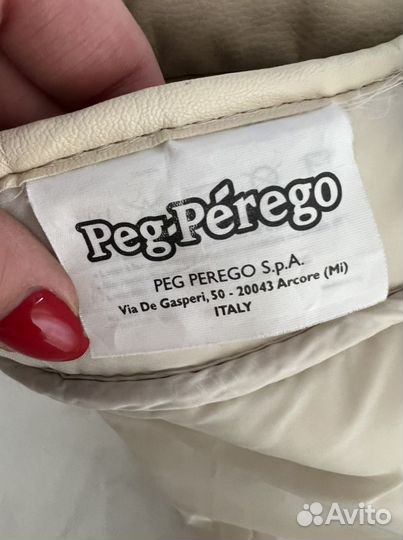 Peg-Pérego
PEG PEREGO S.p.A.
Via De Gasperi, 50 - 20043 Arcore (Mi)
ITALY
Avito